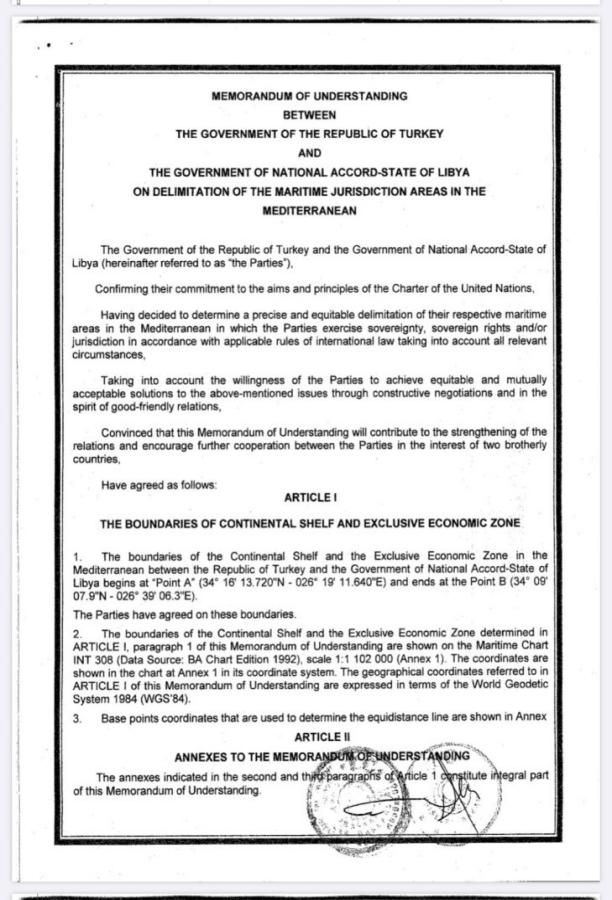 MEMORANDUM OF UNDERSTANDING
BETWEEN
THE GOVERNMENT OF THE REPUBLIC OF TURKEY
AND
THE GOVERNMENT OF NATIONAL ACCORD-STATE OF LIBYA
ON DELIMITATION OF THE MARITIME JURISDICTION AREAS IN THE
MEDITERRANEAN
The Government of the Republic of Turkey and the Government of National Accord-State of
Libya (hereinafter referred to as "the Parties"),
Confirming their commitment to the aims and principles of the Charter of the United Nations,
Having decided to determine a precise and equitable delimitation of their respective maritime
areas in the Mediterranean in which the Parties exercise sovereignty, sovereign rights and/or
jurisdiction in accordance with applicable rules of international law taking into account all relevant
circumstances,
Taking into account the willingness of the Parties to achieve equitable and mutually
acceptable solutions to the above-mentioned issues through constructive negotiations and in the
spirit of good-friendly relations,
Convinced that this Memorandum of Understanding will contribute to the strengthening of the
relations and encourage further cooperation between the Parties in the interest of two brotherly
countries,
Have agreed as follows:
ARTICLE I
THE BOUNDARIES OF CONTINENTAL SHELF AND EXCLUSIVE ECONOMIC ZONE
1. The boundaries of the Continental Shelf and the Exclusive Economic Zone in the
Mediterranean between the Republic of Turkey and the Government of National Accord-State of
Libya begins at "Point A" (34° 16' 13.720"N - 026° 19' 11.640"E) and ends at the Point B (34° 09'
07.9"N - 026° 39' 06.3"E).
The Parties have agreed on these boundaries.
2. The boundaries of the Continental Shelf and the Exclusive Economic Zone determined in
ARTICLE I, paragraph 1 of this Memorandum of Understanding are shown on the Maritime Chart
INT 308 (Data Source: BA Chart Edition 1992), scale 1:1 102 000 (Annex 1). The coordinates are
shown in the chart at Annex 1 in its coordinate system. The geographical coordinates referred to in
ARTICLE I of this Memorandum of Understanding are expressed in terms of the World Geodetic
System 1984 (WGS'84).
3. Base points coordinates that are used to determine the equidistance line are shown in Annex
ARTICLE II
ANNEXES TO THE MEMORANDUM OF UNDERSTANDING
The annexes indicated in the second and third paragraphs of Article 1 constitute integral part
of this Memorandum of Understanding.